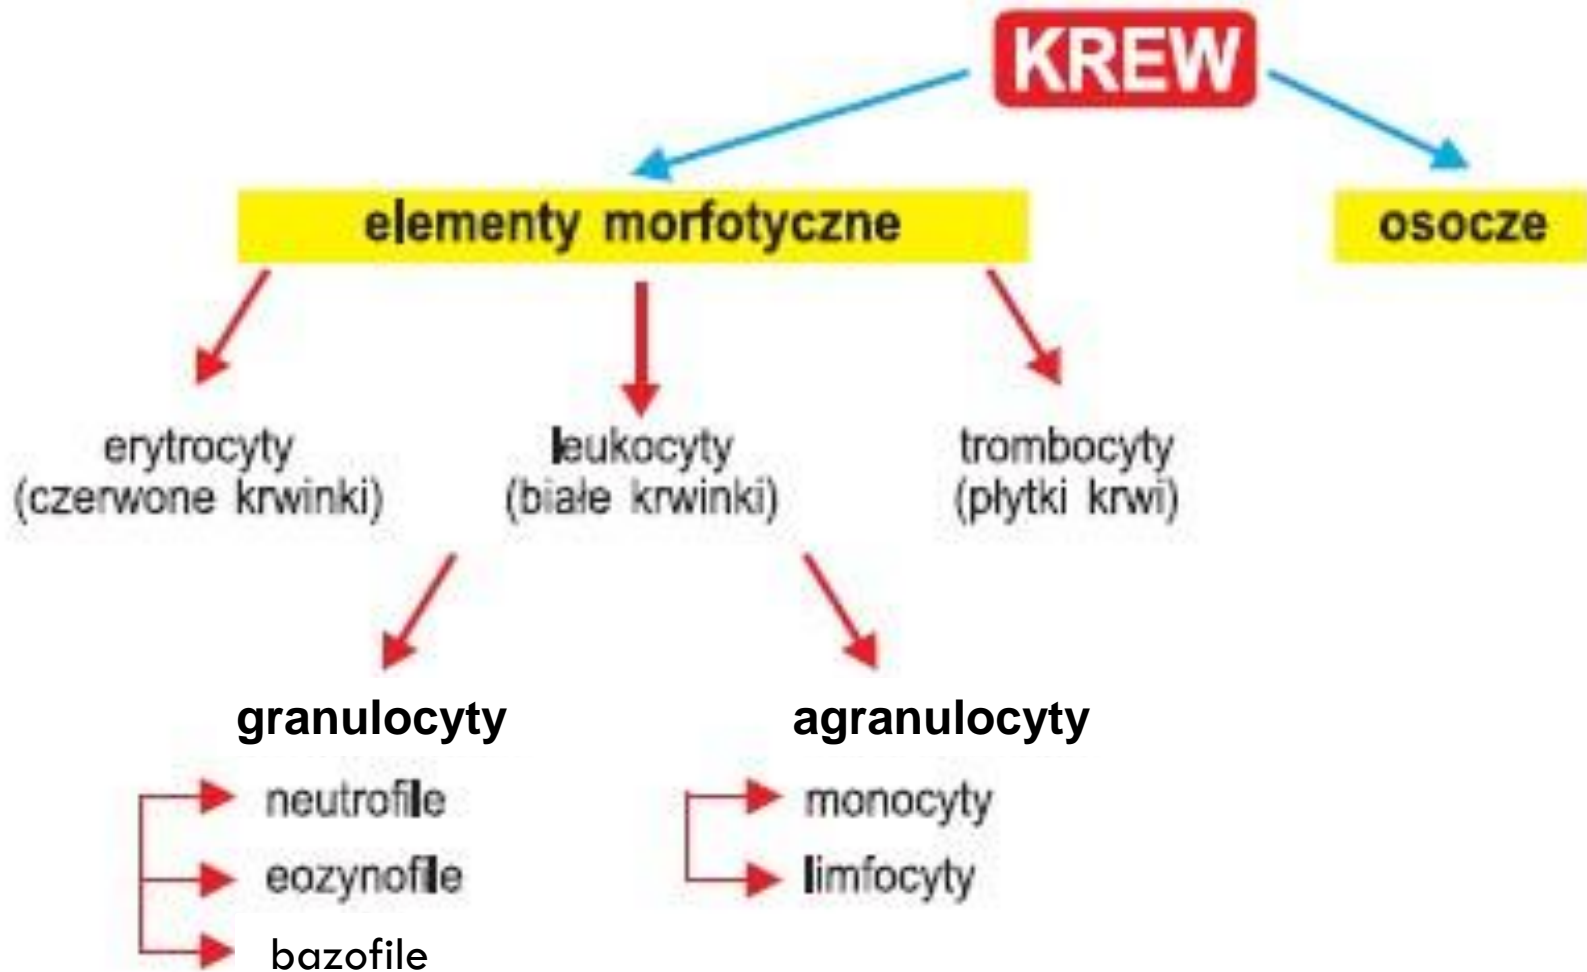 KREW
elementy morfotyczne
osocze
erytrocyty
(czerwone krwinki)
leukocyty
(białe krwinki)
trombocyty
(płytki krwi)
granulocyty
agranulocyty
neutrofile
eozynofile
bazofile
monocyty
limfocyty